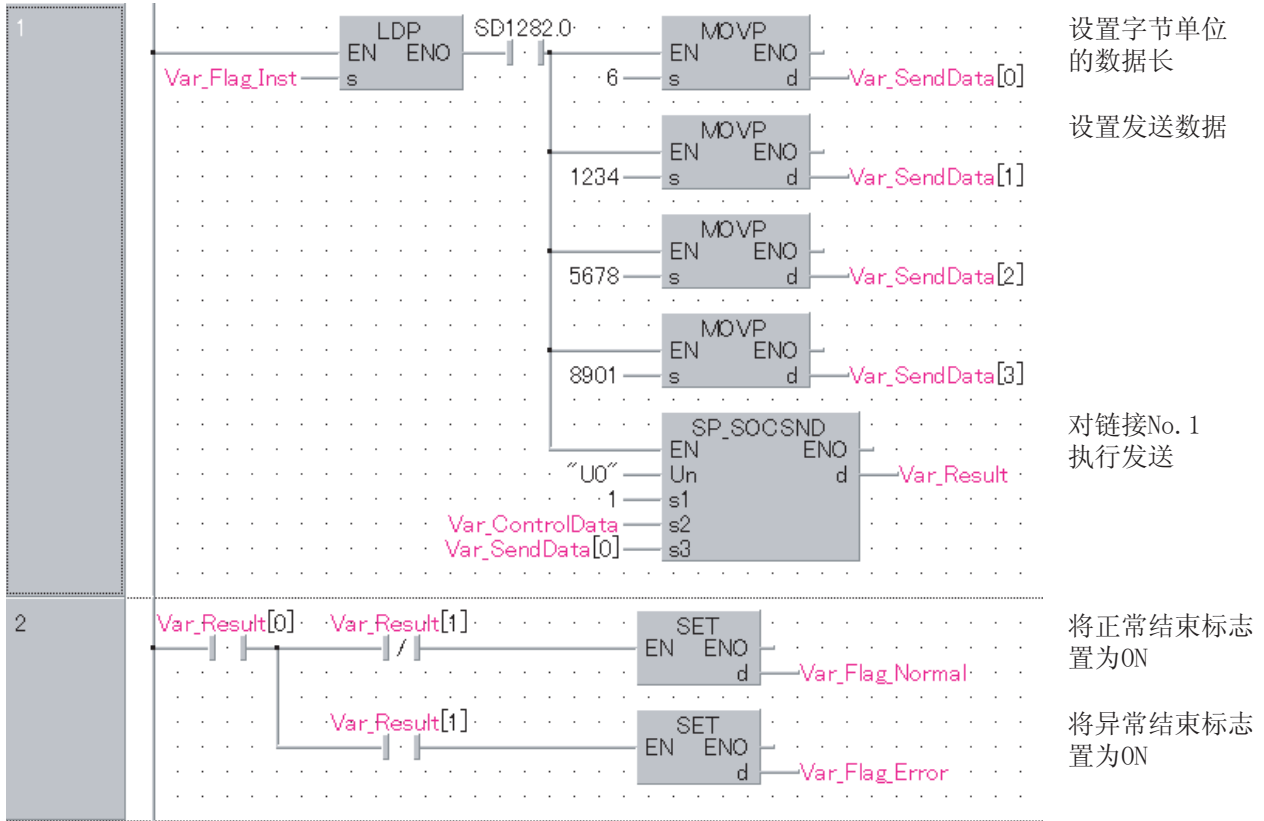 1
LDP
EN ENO
Var_Flag_Inst s
SD1282.0
MOVP
EN ENO
6 s d Var_SendData[0]
设置字节单位
的数据长
MOVP
EN ENO
1234 s d Var_SendData[1]
设置发送数据
MOVP
EN ENO
5678 s d Var_SendData[2]
MOVP
EN ENO
8901 s d Var_SendData[3]
SP_SOCSND
EN ENO
"U0" Un d Var_Result
1 s1
Var_ControlData s2
Var_SendData[0] s3
对链接No.1
执行发送
2
Var_Result[0] Var_Result[1]
SET
EN ENO
d Var_Flag_Normal
将正常结束标志
置为ON
Var_Result[1]
SET
EN ENO
d Var_Flag_Error
将异常结束标志
置为ON